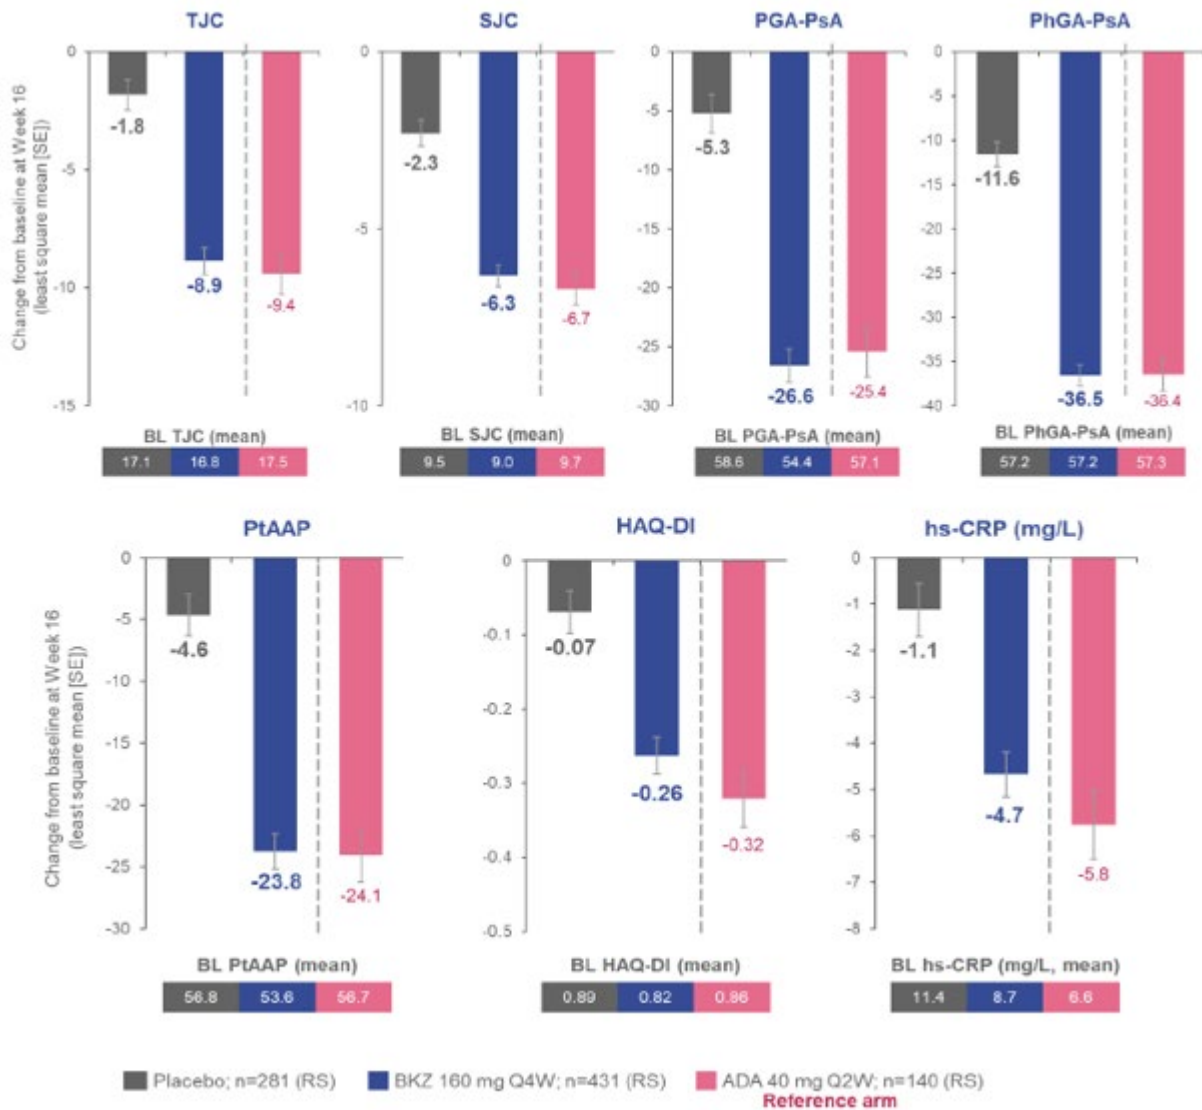 TJC
SJC
PGA-PsA
PhGA-PsA
Change from baseline at Week 16
(least square mean [SE])
0
-5
-10
-15
-1.8
-8.9
-9.4
0
-5
-10
-2.3
-6.3
-6.7
0
-5
-10
-15
-20
-25
-30
-5.3
-26.6
-25.4
0
-5
-10
-15
-20
-25
-30
-35
-40
-11.6
-36.5
-36.4
BL TJC (mean)
17.1 16.8 17.5
BL SJC (mean)
9.5 9.0 9.7
BL PGA-PsA (mean)
58.6 54.4 57.1
BL PhGA-PsA (mean)
57.2 57.2 57.3
PtAAP
HAQ-DI
hs-CRP (mg/L)
Change from baseline at Week 16
(least square mean [SE])
0
-5
-10
-15
-20
-25
-30
-4.6
-23.8
-24.1
0
-0.1
-0.2
-0.3
-0.4
-0.5
-0.07
-0.26
-0.32
0
-1
-2
-3
-4
-5
-6
-7
-8
-1.1
-4.7
-5.8
BL PtAAP (mean)
56.8 53.6 56.7
BL HAQ-DI (mean)
0.89 0.82 0.86
BL hs-CRP (mg/L, mean)
11.4 8.7 6.6
Placebo; n=281 (RS)
BKZ 160 mg Q4W; n=431 (RS)
ADA 40 mg Q2W; n=140 (RS)
Reference arm